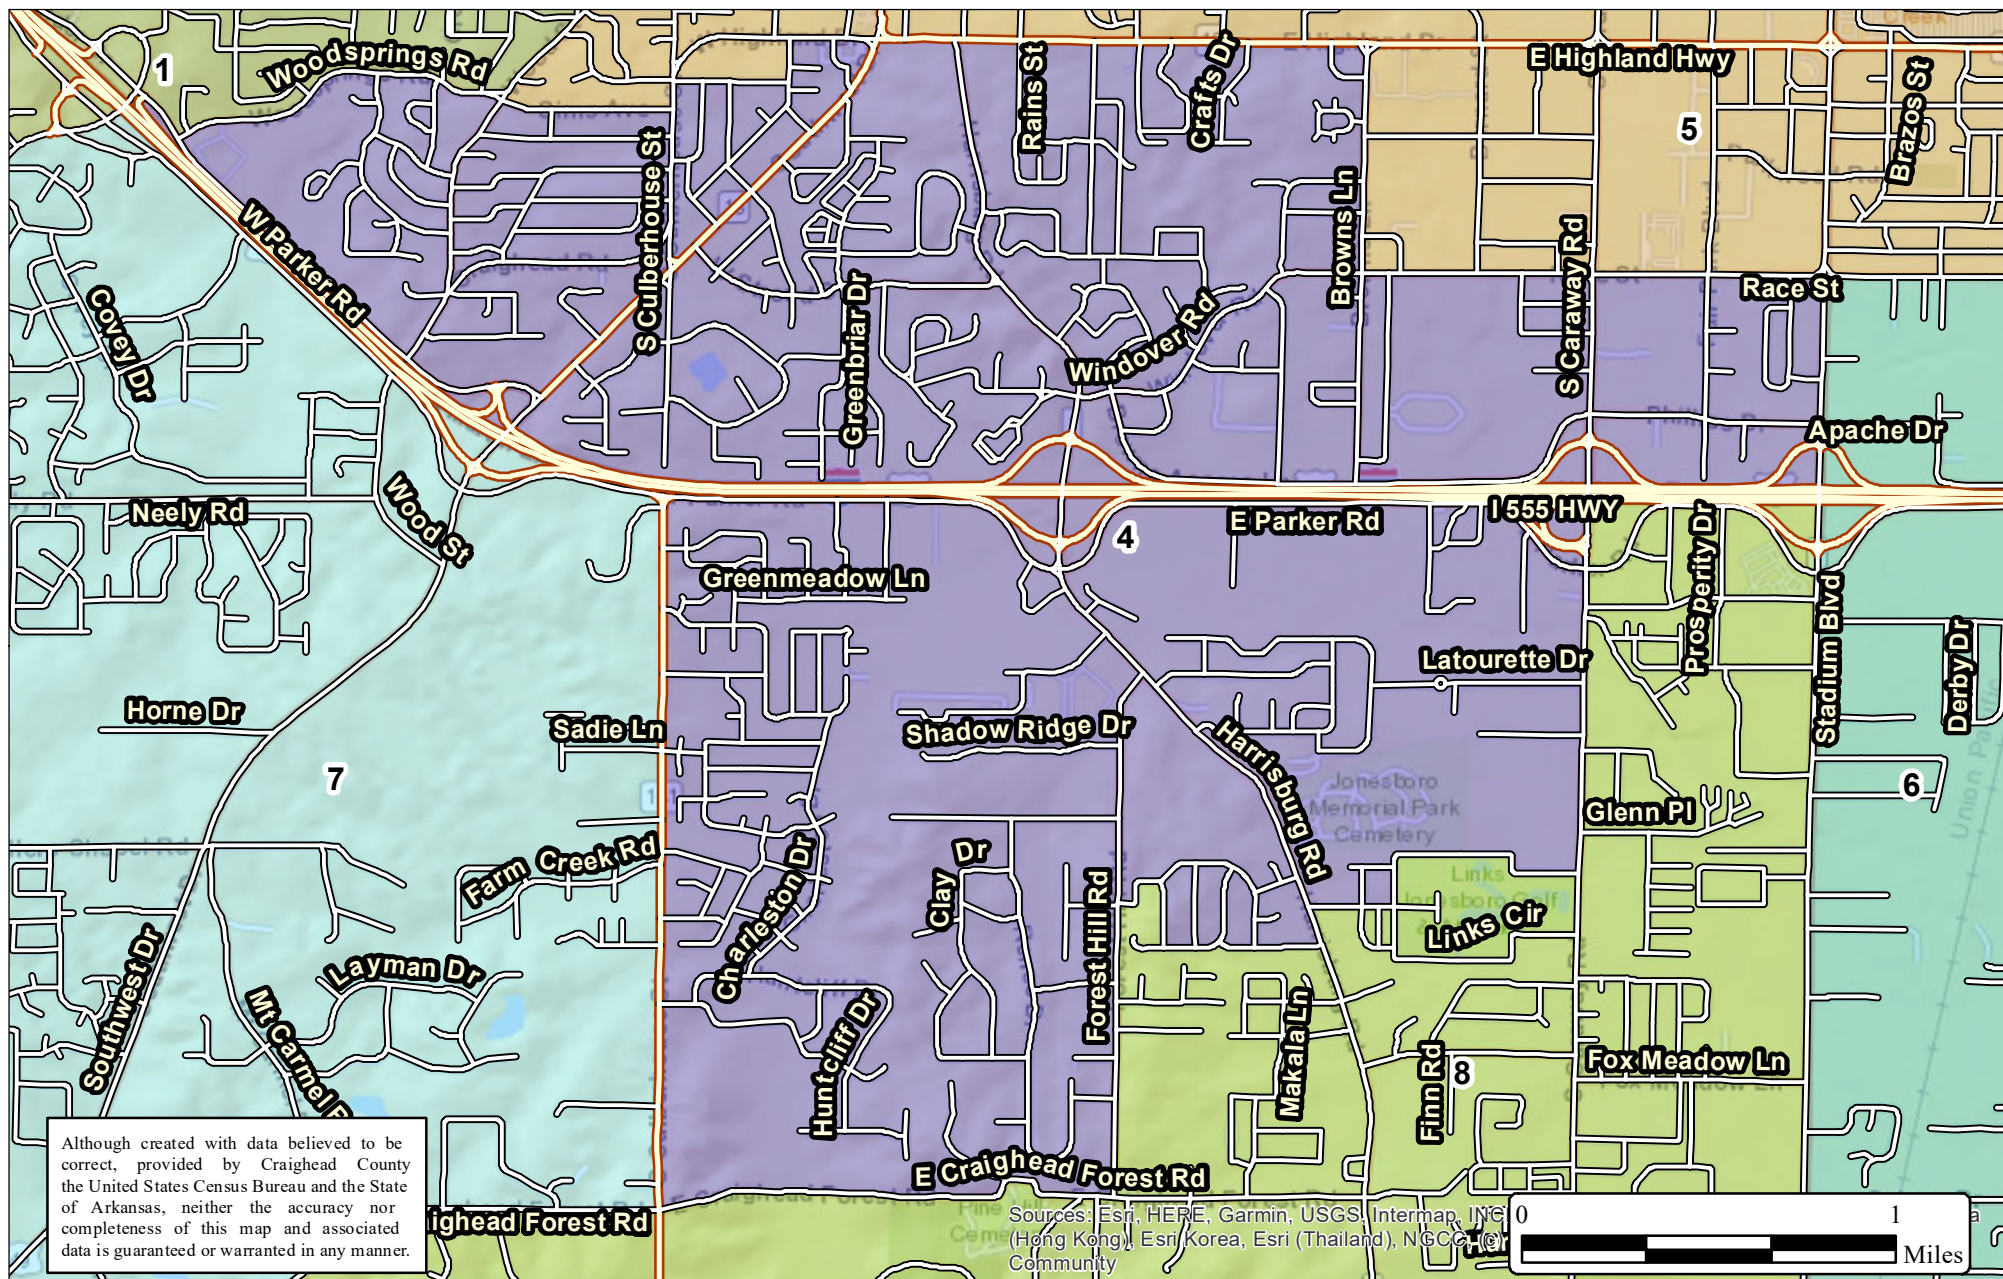 1
Woodsprings Rd
Rains St
Crafts Dr
E Highland Hwy
5
Brazos St
S Culberhouse St
W Parker Rd
Covey Dr
Greenbriar Dr
Windover Rd
Browns Ln
S Caraway Rd
Race St
Apache Dr
Neely Rd
Wood St
4
E Parker Rd
I 555 HWY
Prosperity Dr
Greenmeadow Ln
Stadium Blvd
Derby Dr
Latourette Dr
Horne Dr
Sadie Ln
Shadow Ridge Dr
Harrisburg Rd
7
Jonesboro
Memorial Park
Cemetery
6
Glenn Pl
Farm Creek Rd
Charleston Dr
Clay Dr
Forest Hill Rd
Links
Jonesboro Golf
Links Cir
Southwest Dr
Layman Dr
Mt Carmel
Huntcliff Dr
Makala Ln
Finn Rd
8
Fox Meadow Ln
E Craighead Forest Rd
Craighead Forest Rd
Union Pacific
Although created with data believed to be
correct, provided by Craighead County
the United States Census Bureau and the State
of Arkansas, neither the accuracy nor
completeness of this map and associated
data is guaranteed or warranted in any manner.
Sources: Esri, HERE, Garmin, USGS, Intermap, INC
(Hong Kong), Esri Korea, Esri (Thailand), NGCC, (c)
Community
0 1
Miles